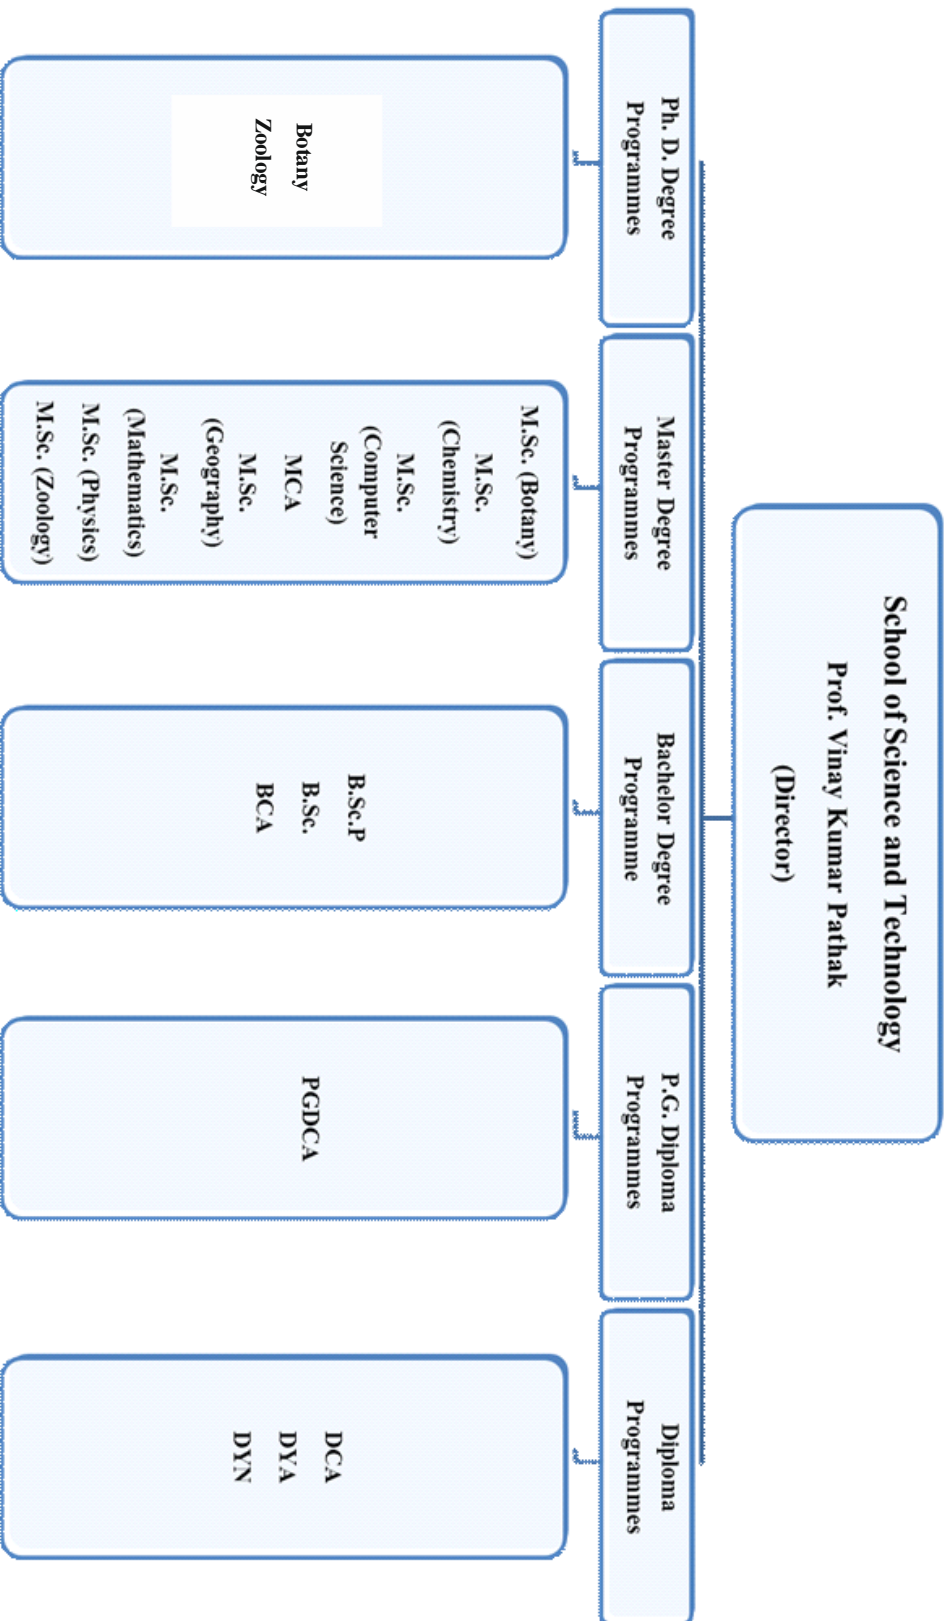 School of Science and Technology
Prof. Vinay Kumar Pathak
(Director)
Ph. D. Degree
Programmes
Botany
Zoology
Master Degree
Programmes
M.Sc. (Botany)
M.Sc.
(Chemistry)
M.Sc.
(Computer
Science)
MCA
M.Sc.
(Geography)
M.Sc.
(Mathematics)
M.Sc. (Physics)
M.Sc. (Zoology)
Bachelor Degree
Programme
B.Sc.P
B.Sc.
BCA
P.G. Diploma
Programmes
PGDCA
Diploma
Programmes
DCA
DYA
DYN